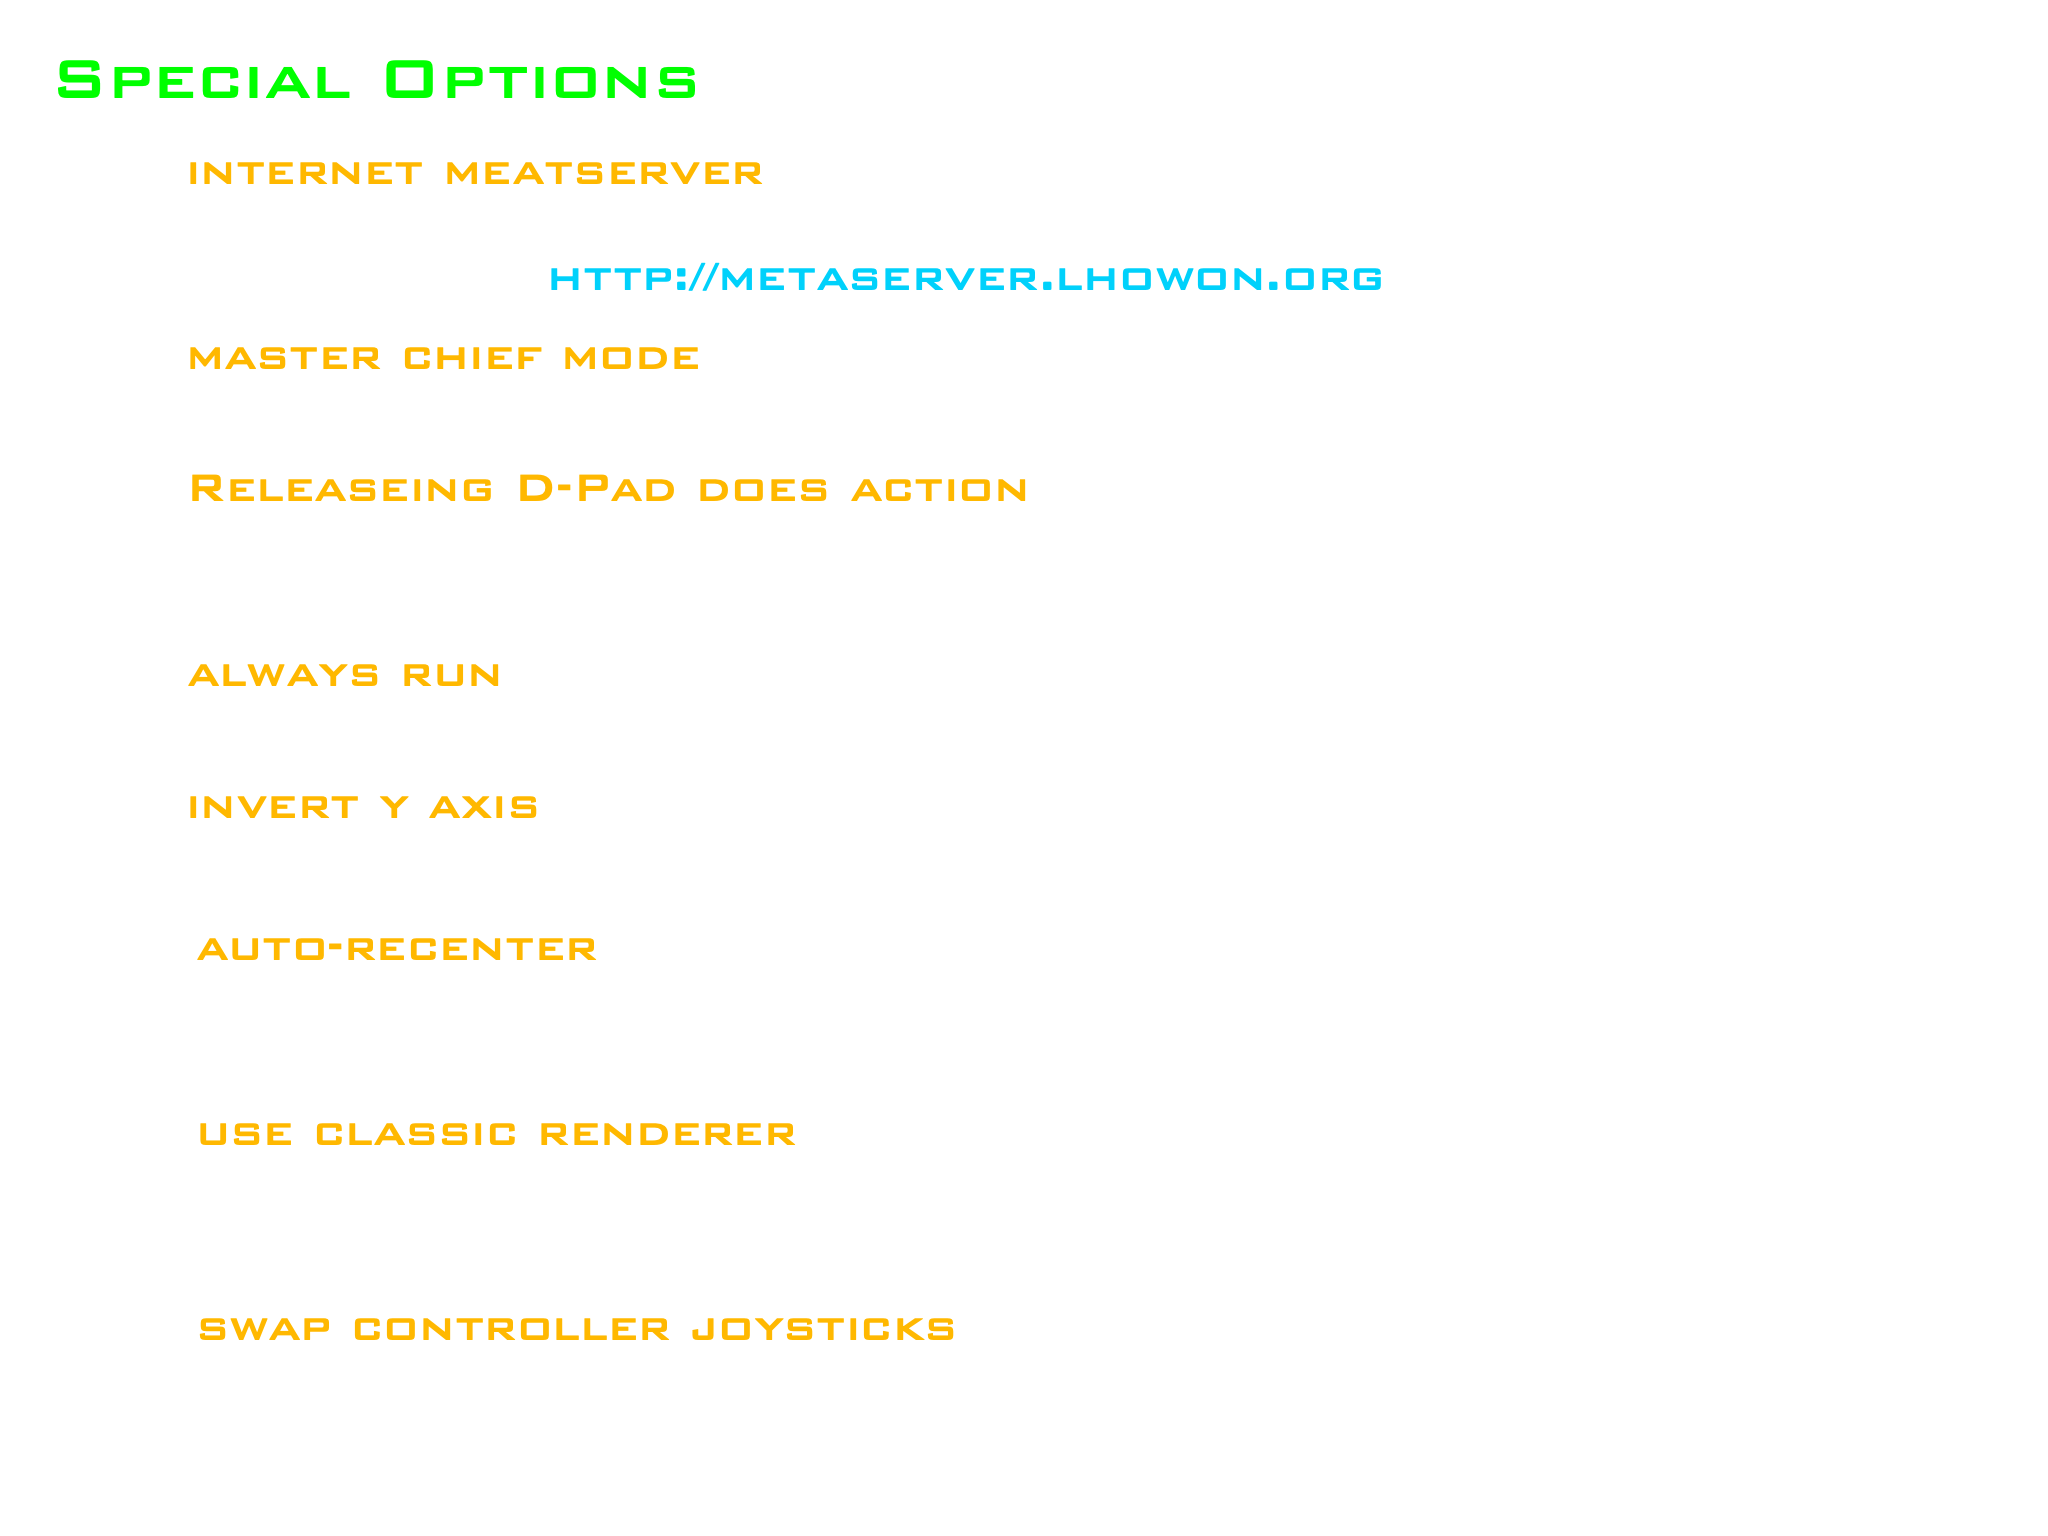 Special Options
internet meatserver
http://metaserver.lhowon.org
master chief mode
Releaseing D-Pad does action
always run
invert y axis
auto-recenter
use classic renderer
swap controller joysticks